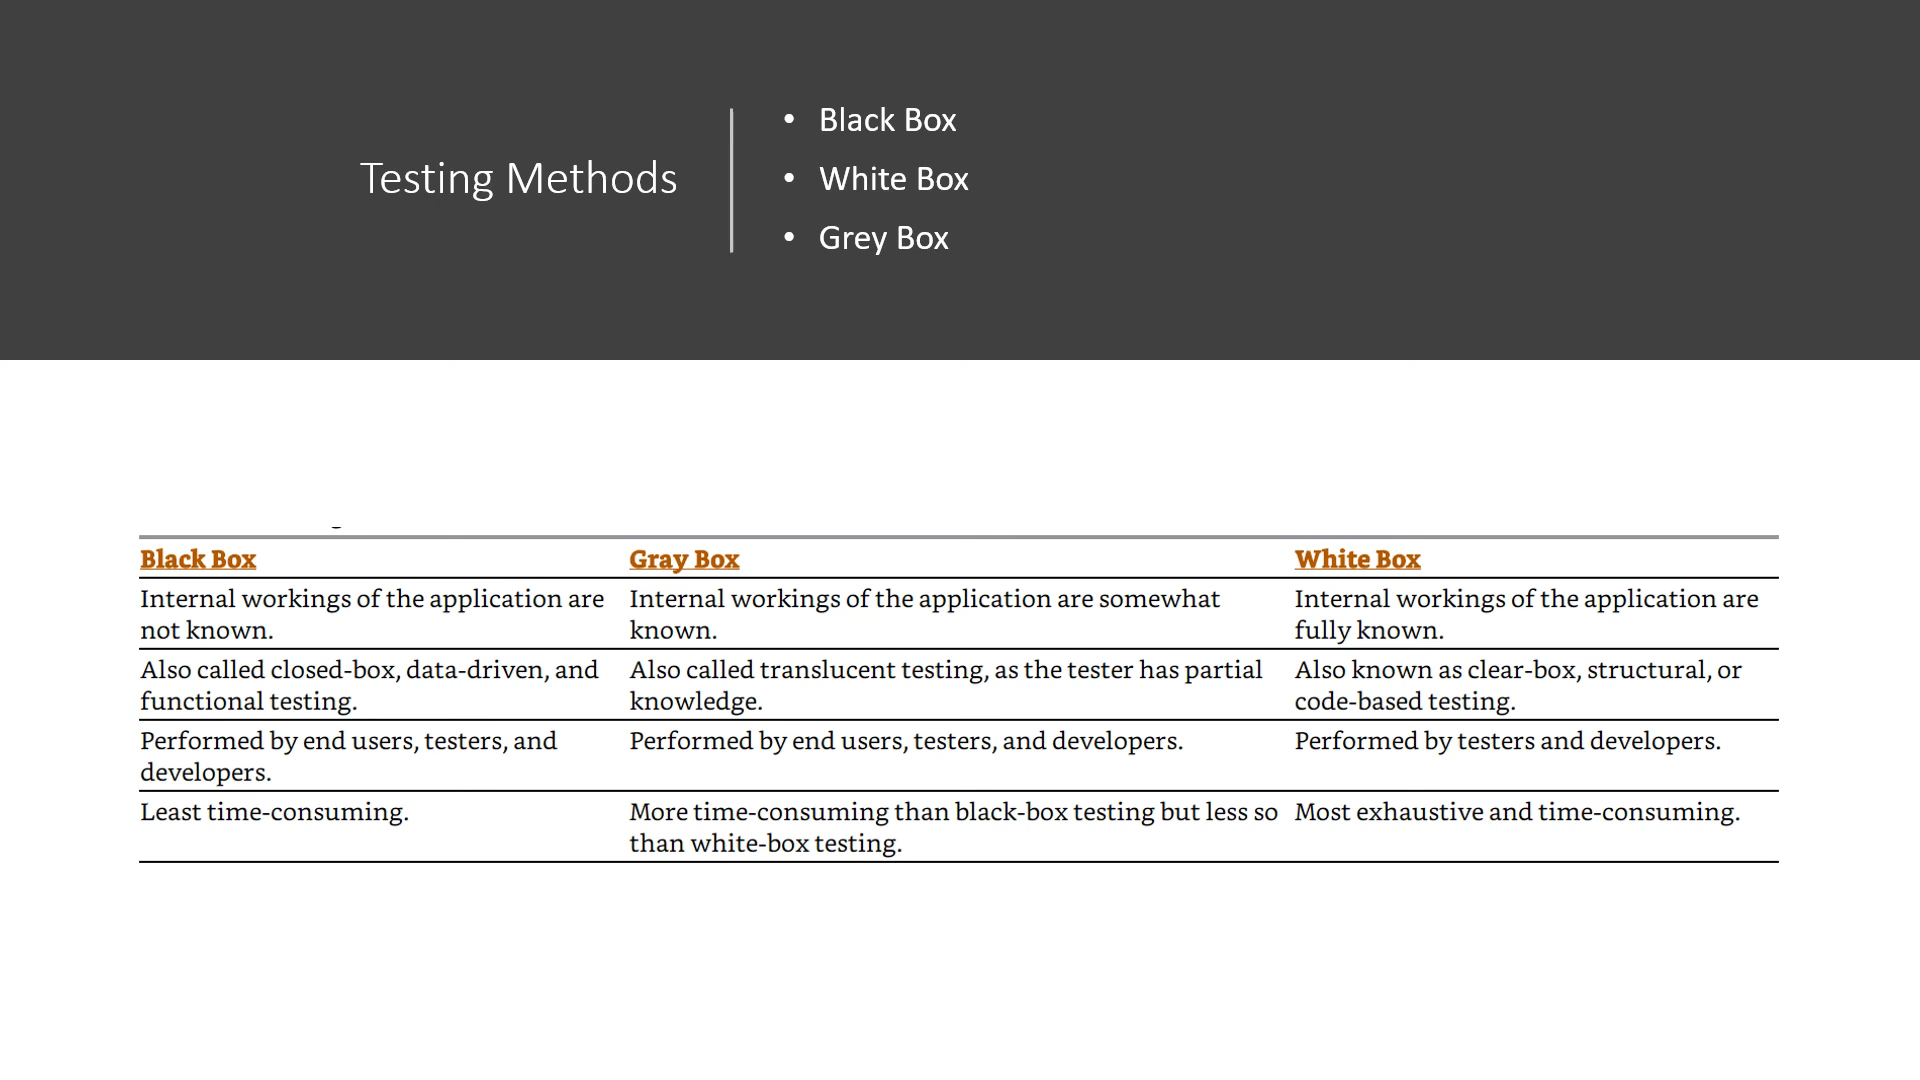 Testing Methods
• Black Box
• White Box
• Grey Box
Black Box Gray Box White Box
Internal workings of the application are Internal workings of the application are somewhat Internal workings of the application are
not known. known. fully known.
Also called closed-box, data-driven, and Also called translucent testing, as the tester has partial Also known as clear-box, structural, or
functional testing. knowledge. code-based testing.
Performed by end users, testers, and Performed by end users, testers, and developers. Performed by testers and developers.
developers.
Least time-consuming. More time-consuming than black-box testing but less so Most exhaustive and time-consuming.
than white-box testing.